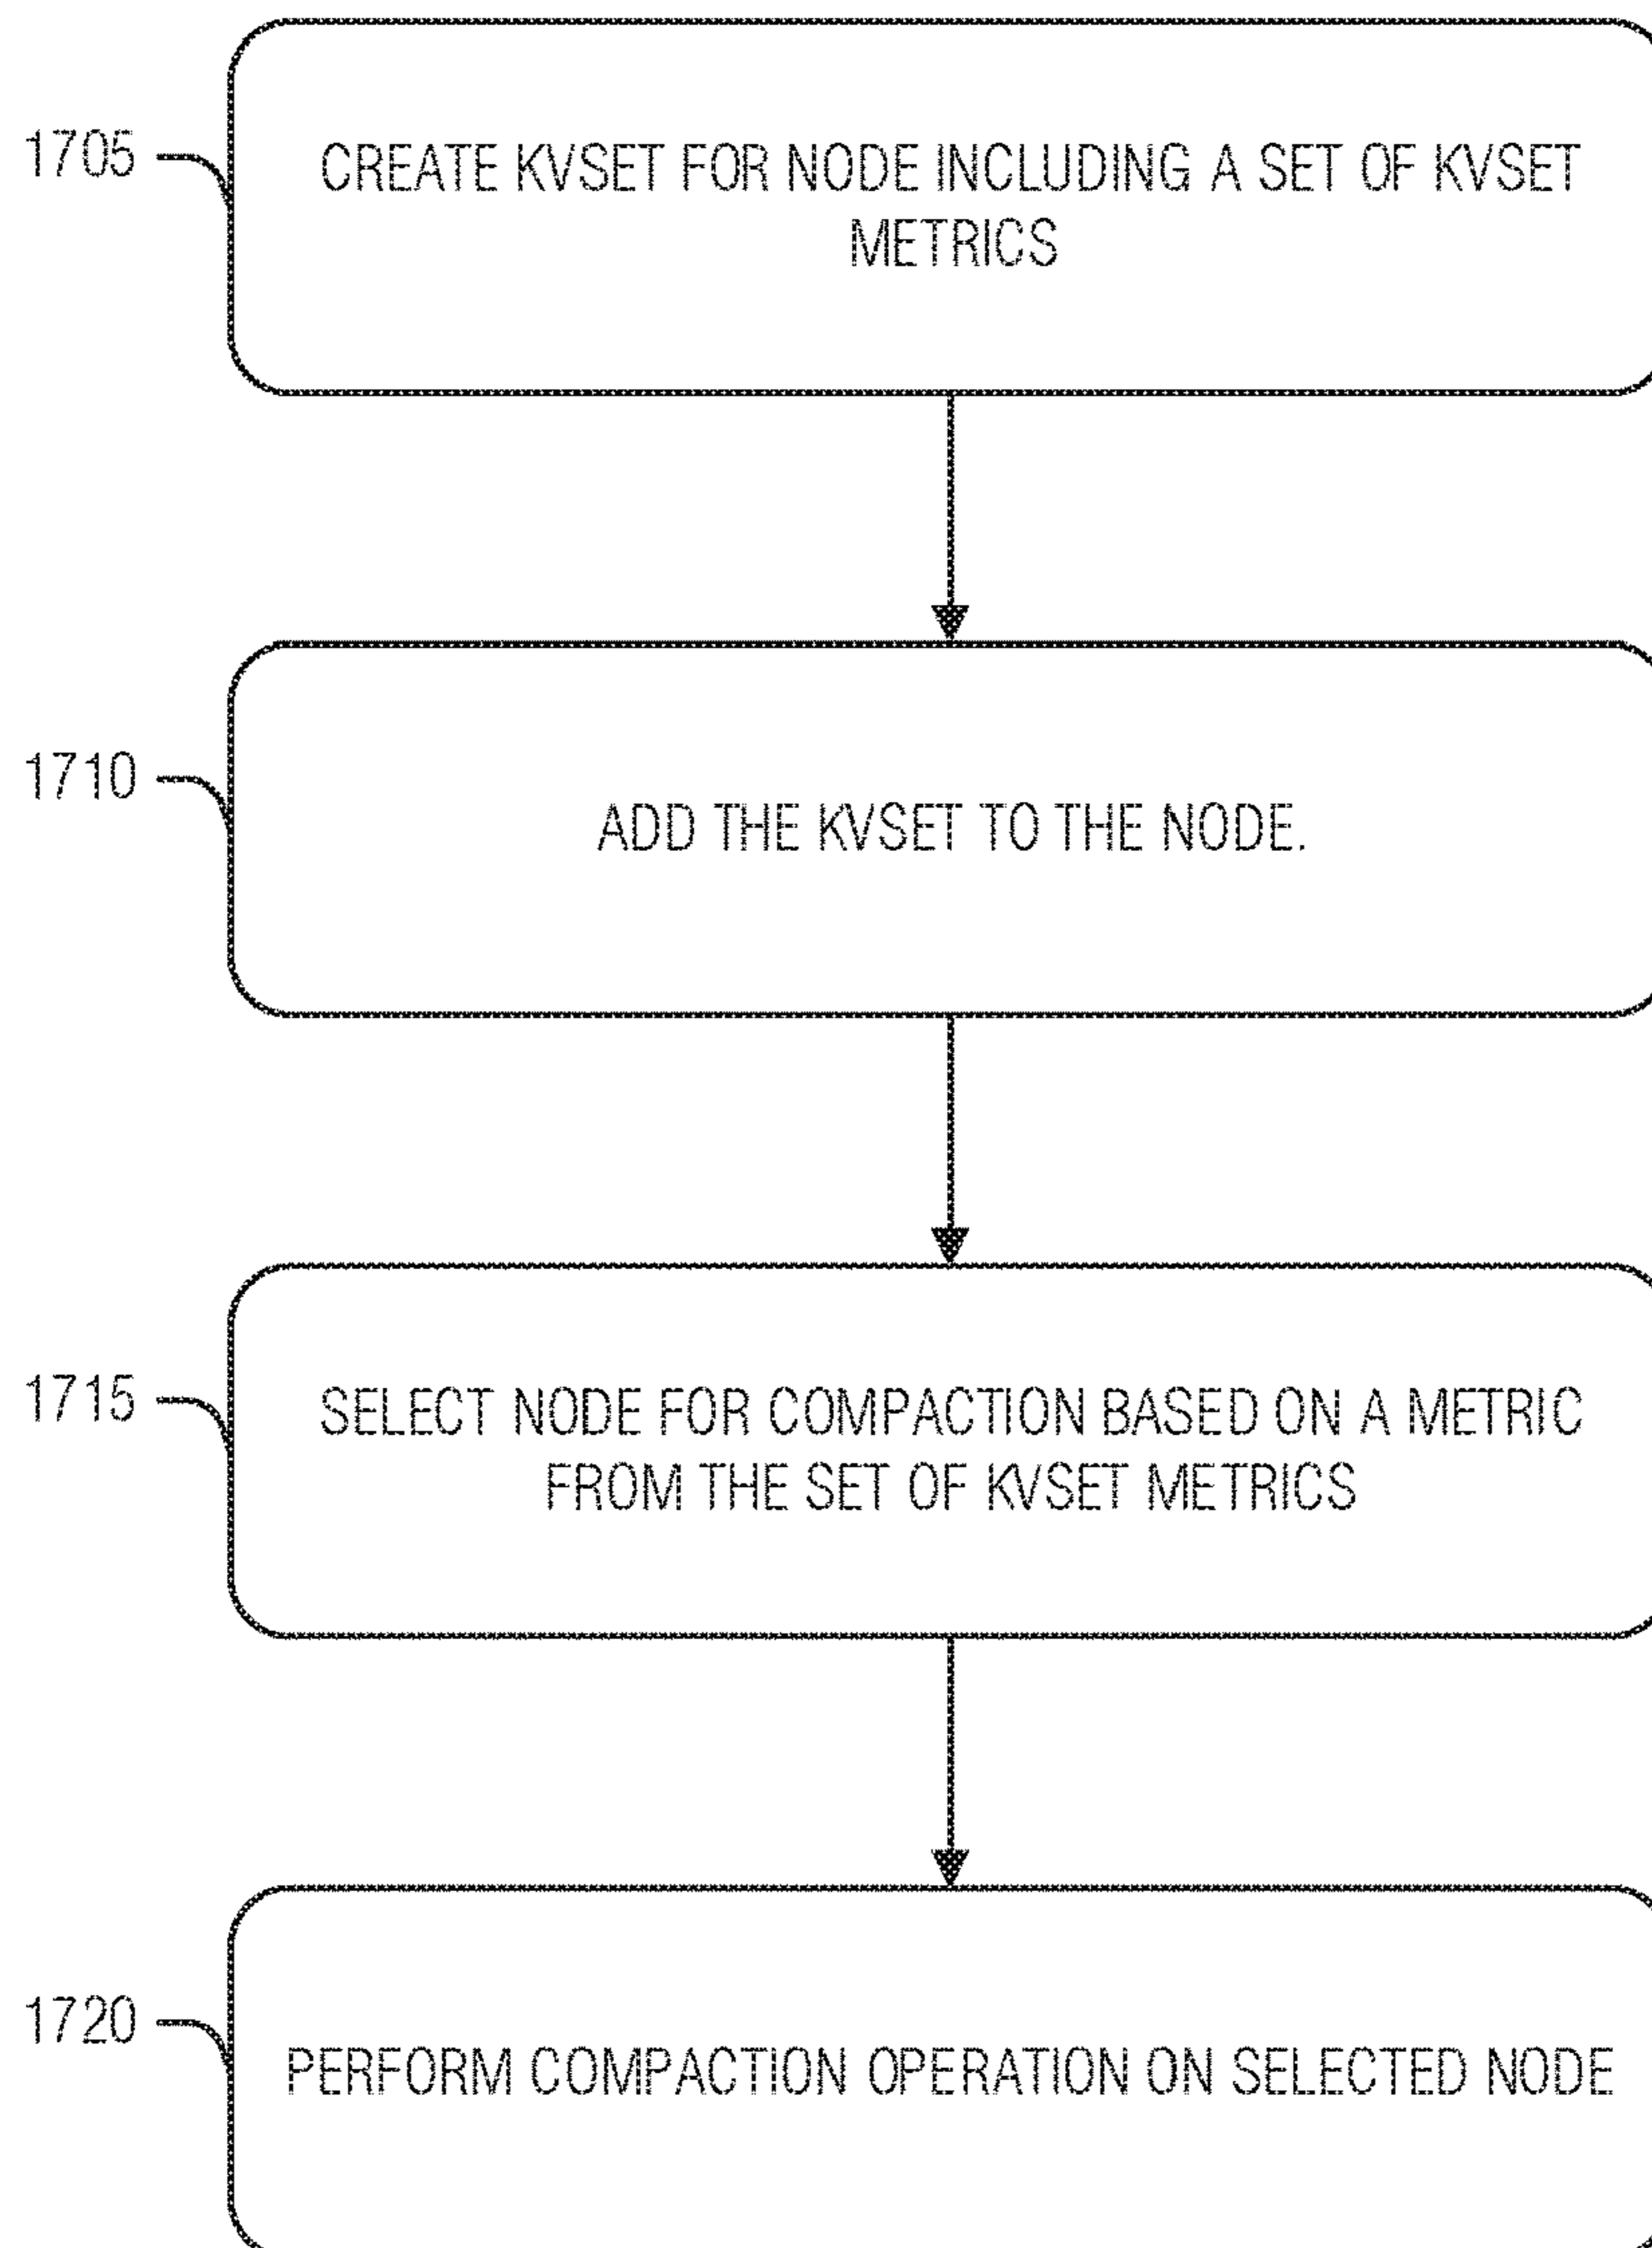 1705
CREATE KVSET FOR NODE INCLUDING A SET OF KVSET
METRICS
1710
ADD THE KVSET TO THE NODE.
1715
SELECT NODE FOR COMPACTION BASED ON A METRIC
FROM THE SET OF KVSET METRICS
1720
PERFORM COMPACTION OPERATION ON SELECTED NODE